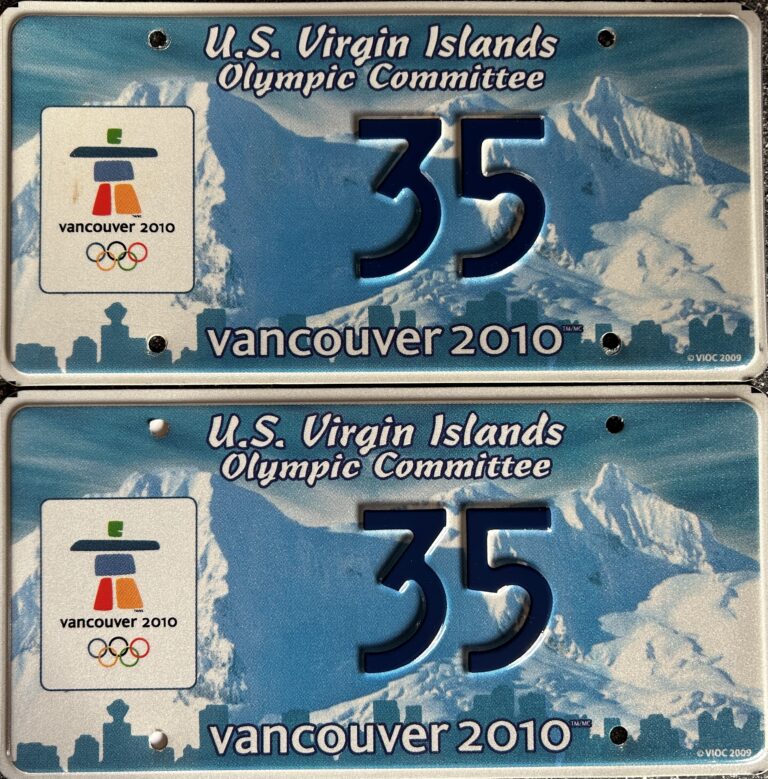 U.S. Virgin Islands
Olympic Committee
35
vancouver 2010
vancouver 2010 TM/MC
© VIOC 2009
U.S. Virgin Islands
Olympic Committee
35
vancouver 2010
vancouver 2010 TM/MC
© VIOC 2009